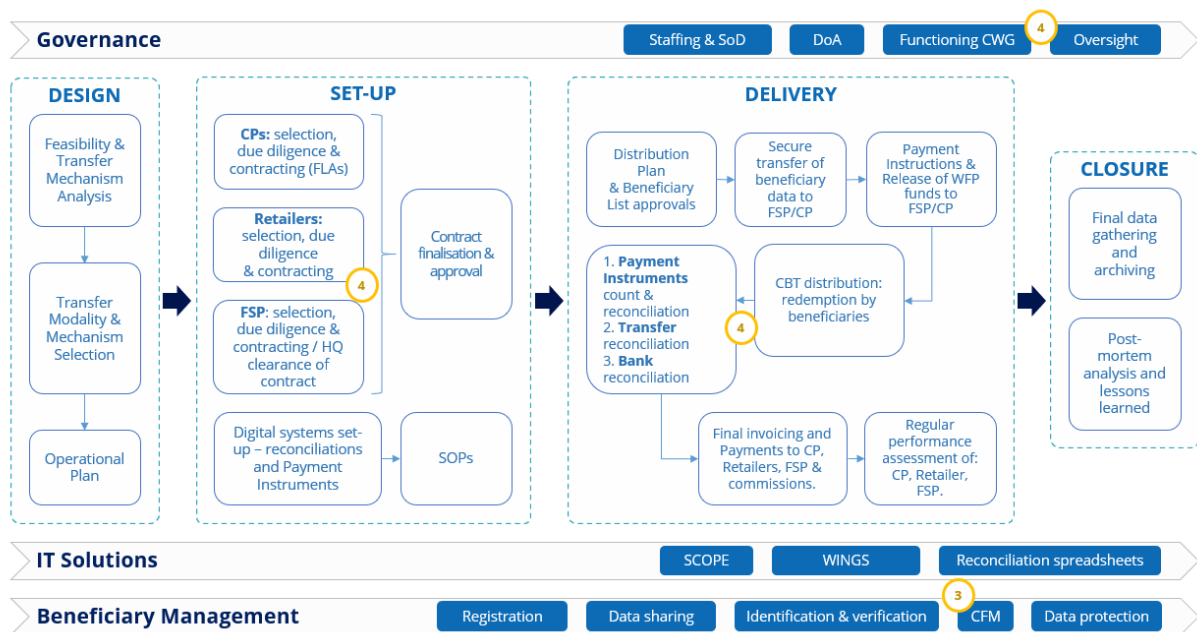 Governance
Staffing & SoD
DoA
Functioning CWG
4
Oversight
DESIGN
Feasibility &
Transfer
Mechanism
Analysis
Transfer
Modality &
Mechanism
Selection
Operational
Plan
SET-UP
CPs: selection,
due diligence &
contracting (FLAs)
Retailers:
selection, due
diligence
& contracting
4
FSP: selection,
due diligence &
contracting / HQ
clearance of
contract
Contract
finalisation &
approval
Digital systems set-
up – reconciliations
and Payment
Instruments
SOPs
DELIVERY
Distribution
Plan
& Beneficiary
List approvals
Secure
transfer of
beneficiary
data to
FSP/CP
Payment
Instructions &
Release of WFP
funds to
FSP/CP
CBT distribution:
redemption by
beneficiaries
4
1. Payment
Instruments
count &
reconciliation
2. Transfer
reconciliation
3. Bank
reconciliation
Final invoicing and
Payments to CP,
Retailers, FSP &
commissions.
Regular
performance
assessment of:
CP, Retailer,
FSP.
CLOSURE
Final data
gathering
and
archiving
Post-
mortem
analysis and
lessons
learned
IT Solutions
SCOPE
WINGS
Reconciliation spreadsheets
Beneficiary Management
Registration
Data sharing
Identification & verification
3
CFM
Data protection